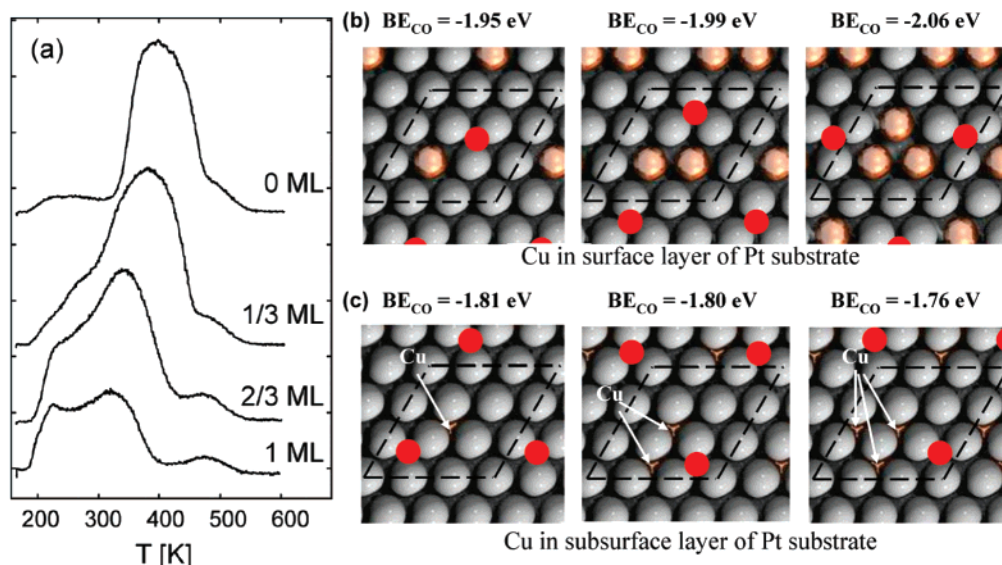 (a)
0 ML
1/3 ML
2/3 ML
1 ML
200 300 400 500 600
T [K]
(b) BE_CO = -1.95 eV BE_CO = -1.99 eV BE_CO = -2.06 eV
Cu in surface layer of Pt substrate
(c) BE_CO = -1.81 eV BE_CO = -1.80 eV BE_CO = -1.76 eV
Cu Cu Cu
Cu in subsurface layer of Pt substrate